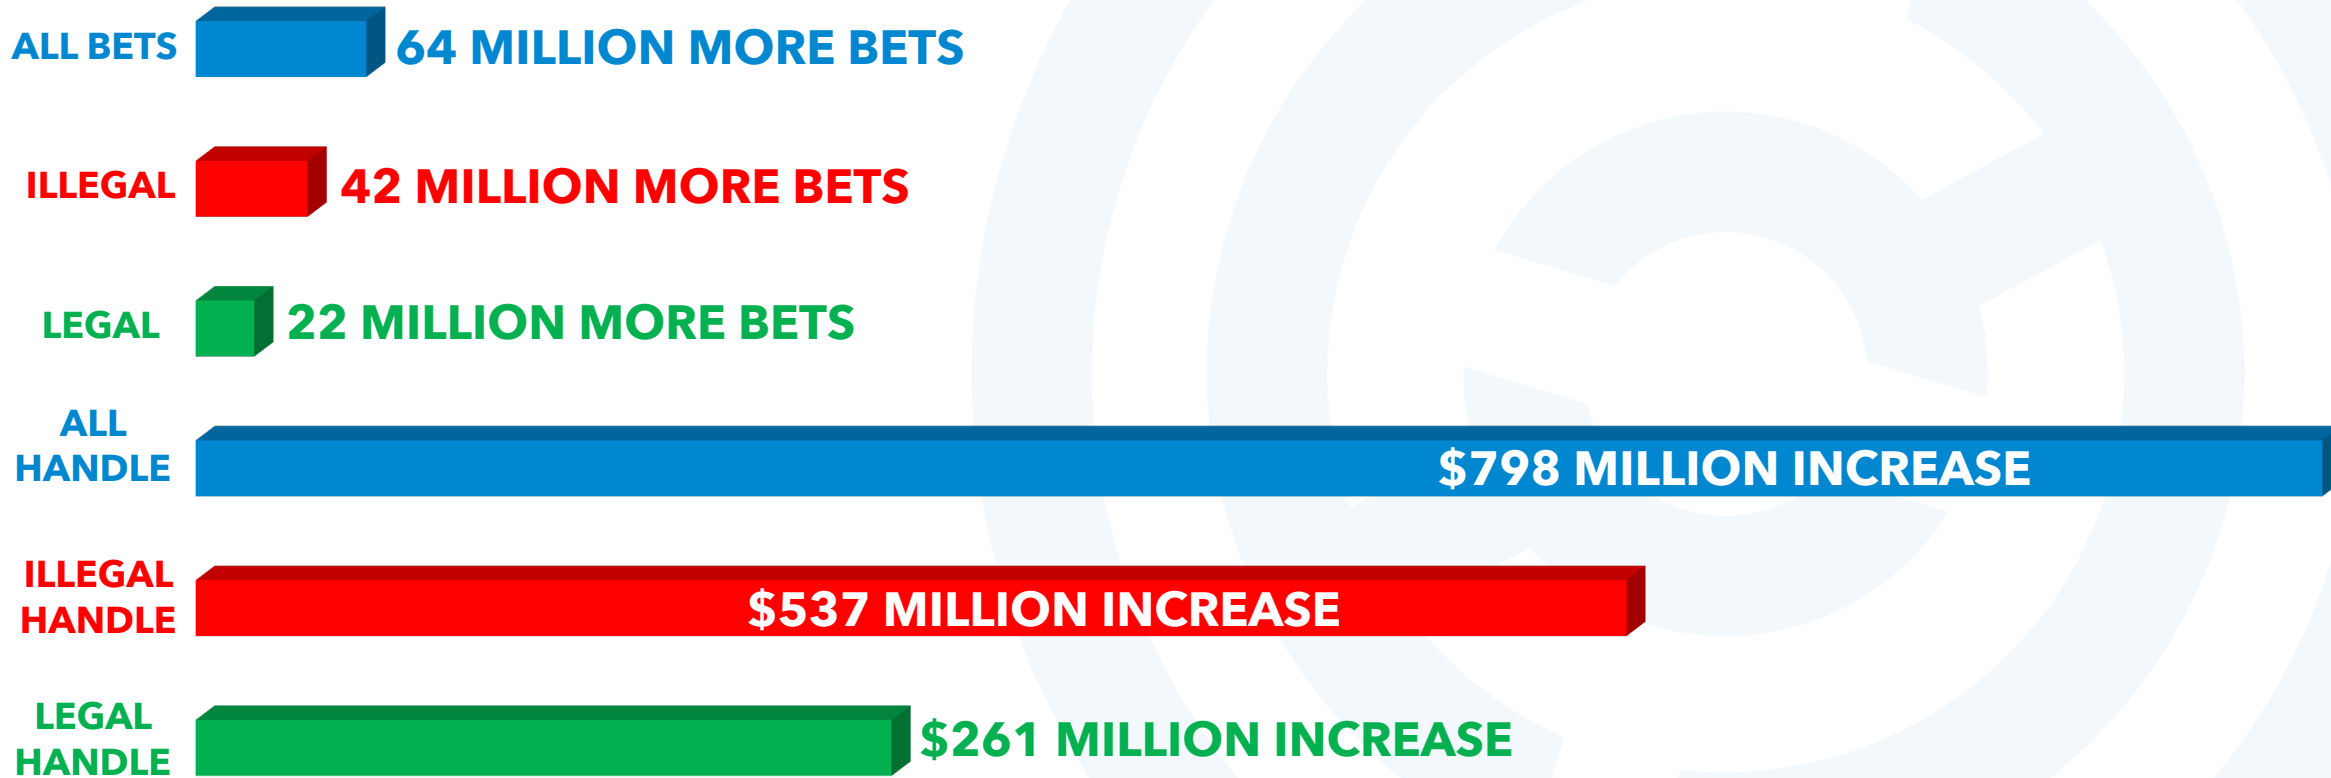 ALL BETS
64 MILLION MORE BETS
ILLEGAL
42 MILLION MORE BETS
LEGAL
22 MILLION MORE BETS
ALL
HANDLE
$798 MILLION INCREASE
ILLEGAL
HANDLE
$537 MILLION INCREASE
LEGAL
HANDLE
$261 MILLION INCREASE